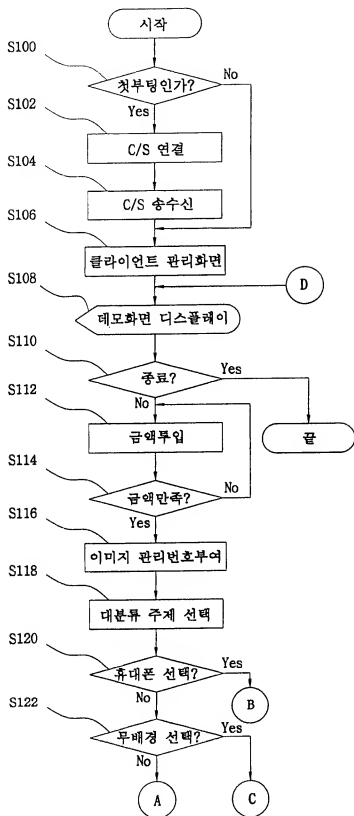 시작
S100
첫부팅인가?
No
Yes
S102
C/S 연결
S104
C/S 송수신
S106
클라이언트 관리화면
D
S108
데모화면 디스플레이
S110
종료?
Yes
No
S112
금액투입
끝
S114
금액만족?
No
Yes
S116
이미지 관리번호부여
S118
대분류 주제 선택
S120
휴대폰 선택?
Yes
No
B
S122
무배경 선택?
Yes
No
A
C